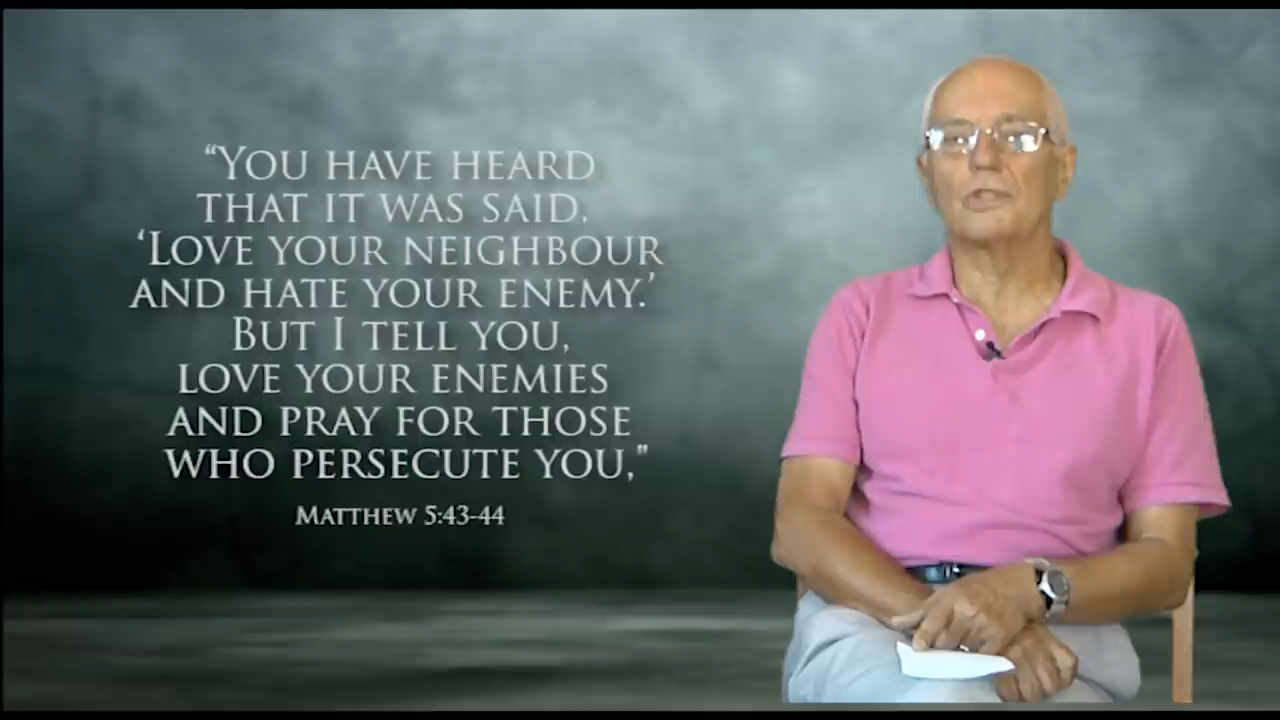 “YOU HAVE HEARD
THAT IT WAS SAID,
‘LOVE YOUR NEIGHBOUR
AND HATE YOUR ENEMY.’
BUT I TELL YOU,
LOVE YOUR ENEMIES
AND PRAY FOR THOSE
WHO PERSECUTE YOU,"
MATTHEW 5:43-44